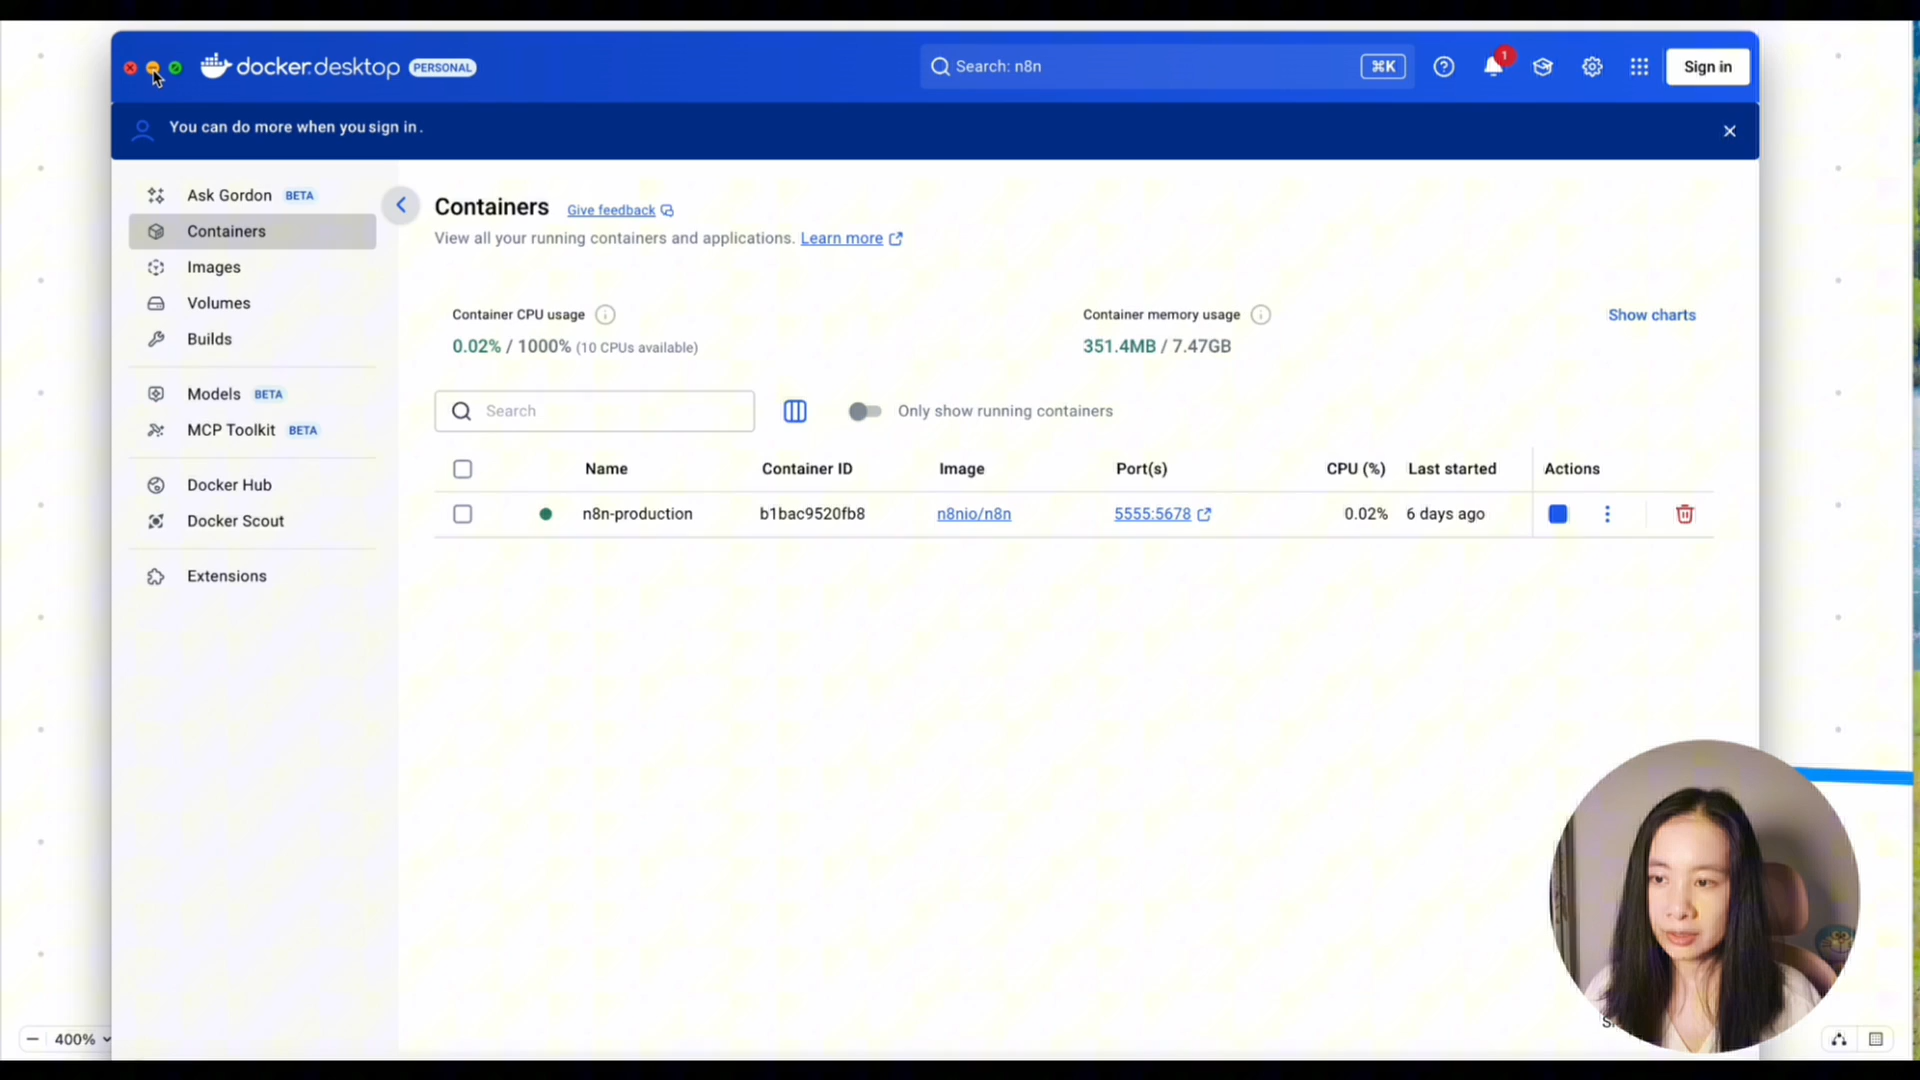 docker.desktop PERSONAL
Search: n8n
⌘K
1
Sign in
You can do more when you sign in.
Ask Gordon BETA
Containers
Images
Volumes
Builds
Models BETA
MCP Toolkit BETA
Docker Hub
Docker Scout
Extensions
Containers Give feedback
View all your running containers and applications. Learn more
Container CPU usage
0.02% / 1000% (10 CPUs available)
Container memory usage
351.4MB / 7.47GB
Show charts
Search
Only show running containers
Name Container ID Image Port(s) CPU (%) Last started Actions
n8n-production b1bac9520fb8 n8nio/n8n 5555:5678 0.02% 6 days ago
400%